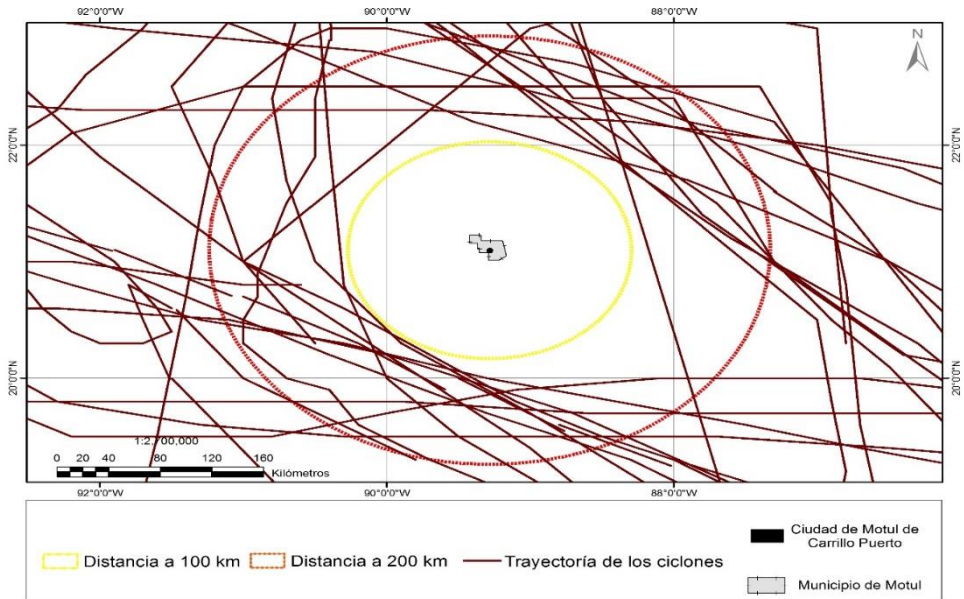 92°0'0"W 90°0'0"W 88°0'0"W
N
22°0'0"N 22°0'0"N
20°0'0"N 20°0'0"N
1:2,700,000
0 20 40 80 120 160
Kilómetros
92°0'0"W 90°0'0"W 88°0'0"W
Distancia a 100 km Distancia a 200 km Trayectoría de los ciclones
Ciudad de Motul de
Carrillo Puerto
Municipio de Motul